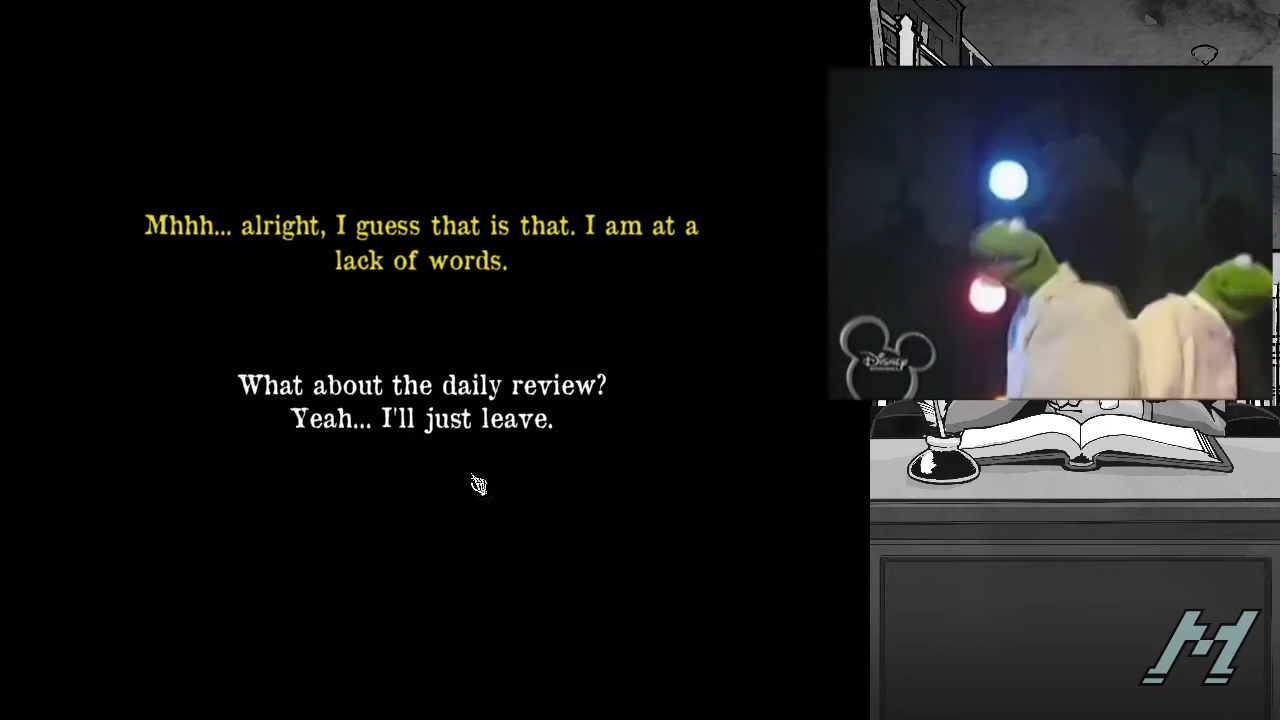 Mhhh... alright, I guess that is that. I am at a
lack of words.
What about the daily review?
Yeah... I'll just leave.
Disney